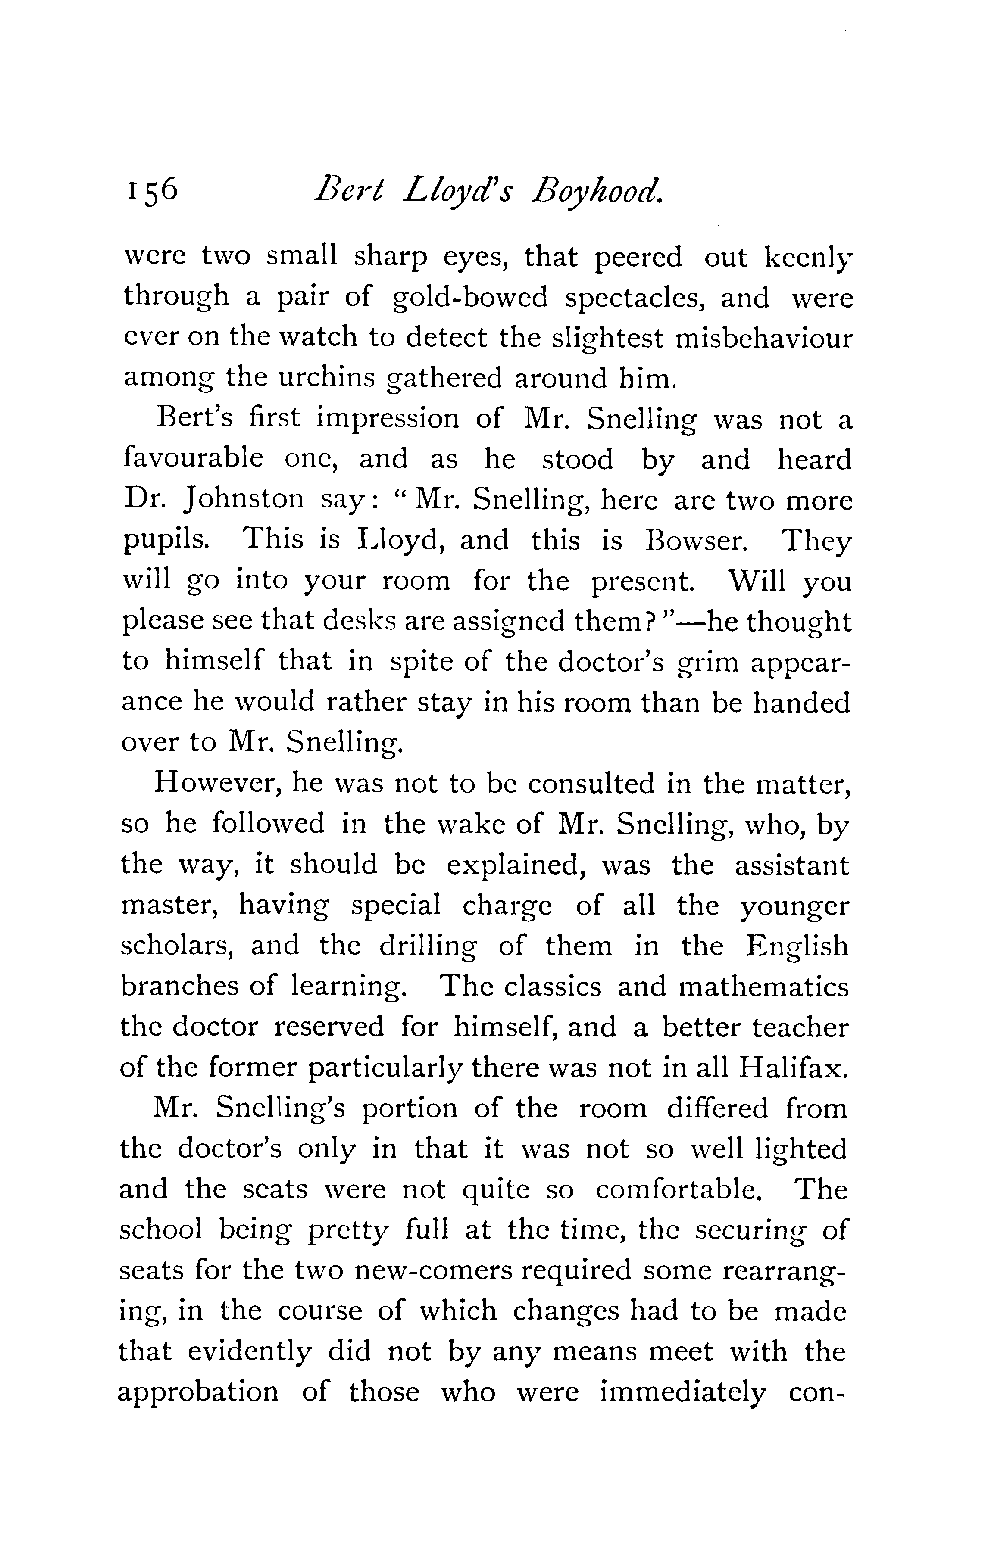 156 Bert Lloyd's Boyhood.
were two small sharp eyes, that peered out keenly
through a pair of gold-bowed spectacles, and were
ever on the watch to detect the slightest misbehaviour
among the urchins gathered around him.
Bert's first impression of Mr. Snelling was not a
favourable one, and as he stood by and heard
Dr. Johnston say: "Mr. Snelling, here are two more
pupils. This is Lloyd, and this is Bowser. They
will go into your room for the present. Will you
please see that desks are assigned them?"—he thought
to himself that in spite of the doctor's grim appear-
ance he would rather stay in his room than be handed
over to Mr. Snelling.
However, he was not to be consulted in the matter,
so he followed in the wake of Mr. Snelling, who, by
the way, it should be explained, was the assistant
master, having special charge of all the younger
scholars, and the drilling of them in the English
branches of learning. The classics and mathematics
the doctor reserved for himself, and a better teacher
of the former particularly there was not in all Halifax.
Mr. Snelling's portion of the room differed from
the doctor's only in that it was not so well lighted
and the seats were not quite so comfortable. The
school being pretty full at the time, the securing of
seats for the two new-comers required some rearrang-
ing, in the course of which changes had to be made
that evidently did not by any means meet with the
approbation of those who were immediately con-